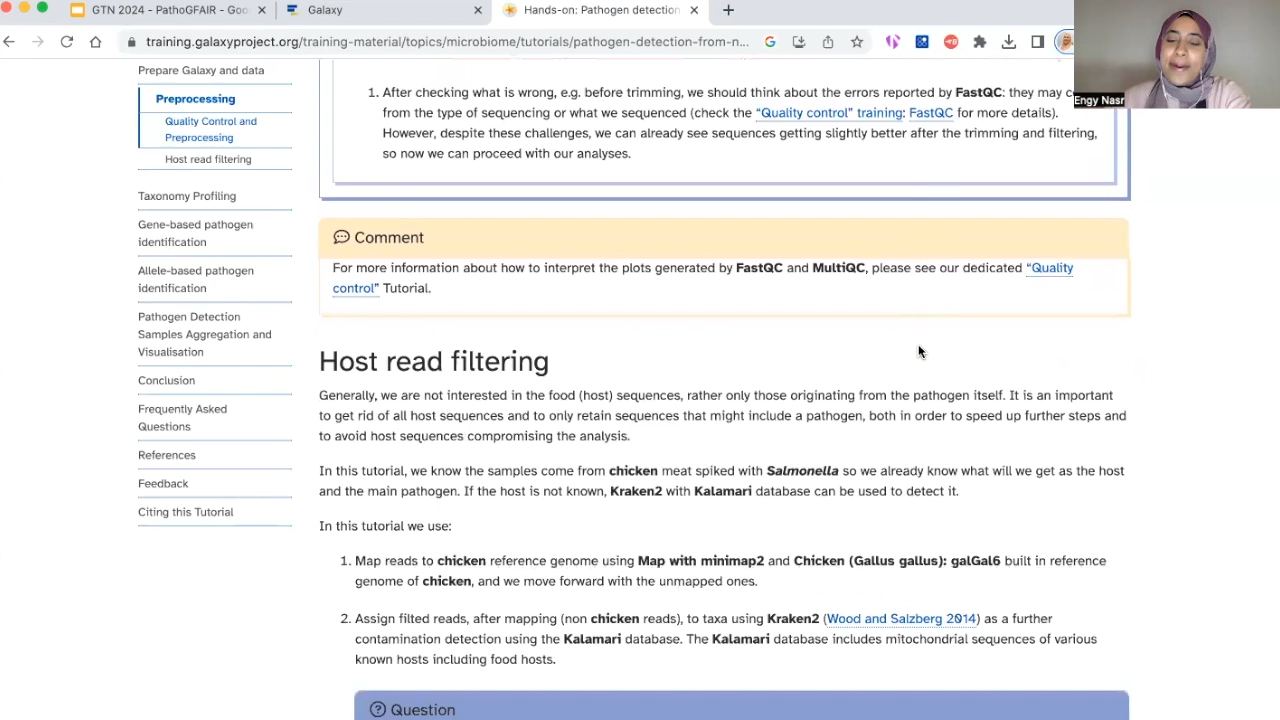 GTN 2024 - PathoGFAIR - Goo
Galaxy
Hands-on: Pathogen detection
training.galaxyproject.org/training-material/topics/microbiome/tutorials/pathogen-detection-from-n...
Engy Nasr
Prepare Galaxy and data
Preprocessing
Quality Control and
Preprocessing
Host read filtering
Taxonomy Profiling
Gene-based pathogen
identification
Allele-based pathogen
identification
Pathogen Detection
Samples Aggregation and
Visualisation
Conclusion
Frequently Asked
Questions
References
Feedback
Citing this Tutorial
1. After checking what is wrong, e.g. before trimming, we should think about the errors reported by FastQC: they may co
from the type of sequencing or what we sequenced (check the “Quality control” training: FastQC for more details).
However, despite these challenges, we can already see sequences getting slightly better after the trimming and filtering,
so now we can proceed with our analyses.
Comment
For more information about how to interpret the plots generated by FastQC and MultiQC, please see our dedicated “Quality
control” Tutorial.
Host read filtering
Generally, we are not interested in the food (host) sequences, rather only those originating from the pathogen itself. It is an important
to get rid of all host sequences and to only retain sequences that might include a pathogen, both in order to speed up further steps and
to avoid host sequences compromising the analysis.
In this tutorial, we know the samples come from chicken meat spiked with Salmonella so we already know what will we get as the host
and the main pathogen. If the host is not known, Kraken2 with Kalamari database can be used to detect it.
In this tutorial we use:
1. Map reads to chicken reference genome using Map with minimap2 and Chicken (Gallus gallus): galGal6 built in reference
genome of chicken, and we move forward with the unmapped ones.
2. Assign filted reads, after mapping (non chicken reads), to taxa using Kraken2 (Wood and Salzberg 2014) as a further
contamination detection using the Kalamari database. The Kalamari database includes mitochondrial sequences of various
known hosts including food hosts.
Question